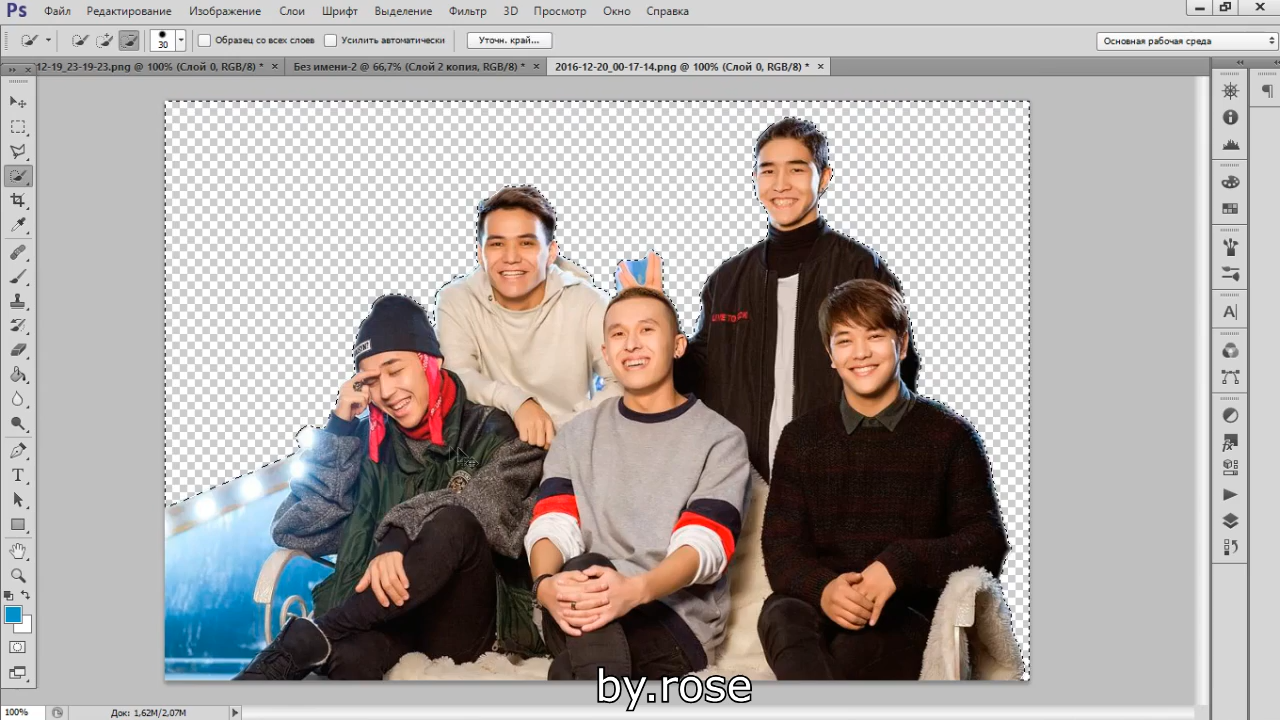 Ps Файл Редактирование Изображение Слои Шрифт Выделение Фильтр 3D Просмотр Окно Справка
30 Образец со всех слоев Усилить автоматически Уточн. край... Основная рабочая среда
12-19_23-19-23.png @ 100% (Слой 0, RGB/8) * × Без имени-2 @ 66,7% (Слой 2 копия, RGB/8) * × 2016-12-20_00-17-14.png @ 100% (Слой 0, RGB/8) * ×
by.rose
100% Док: 1,62M/2,07M